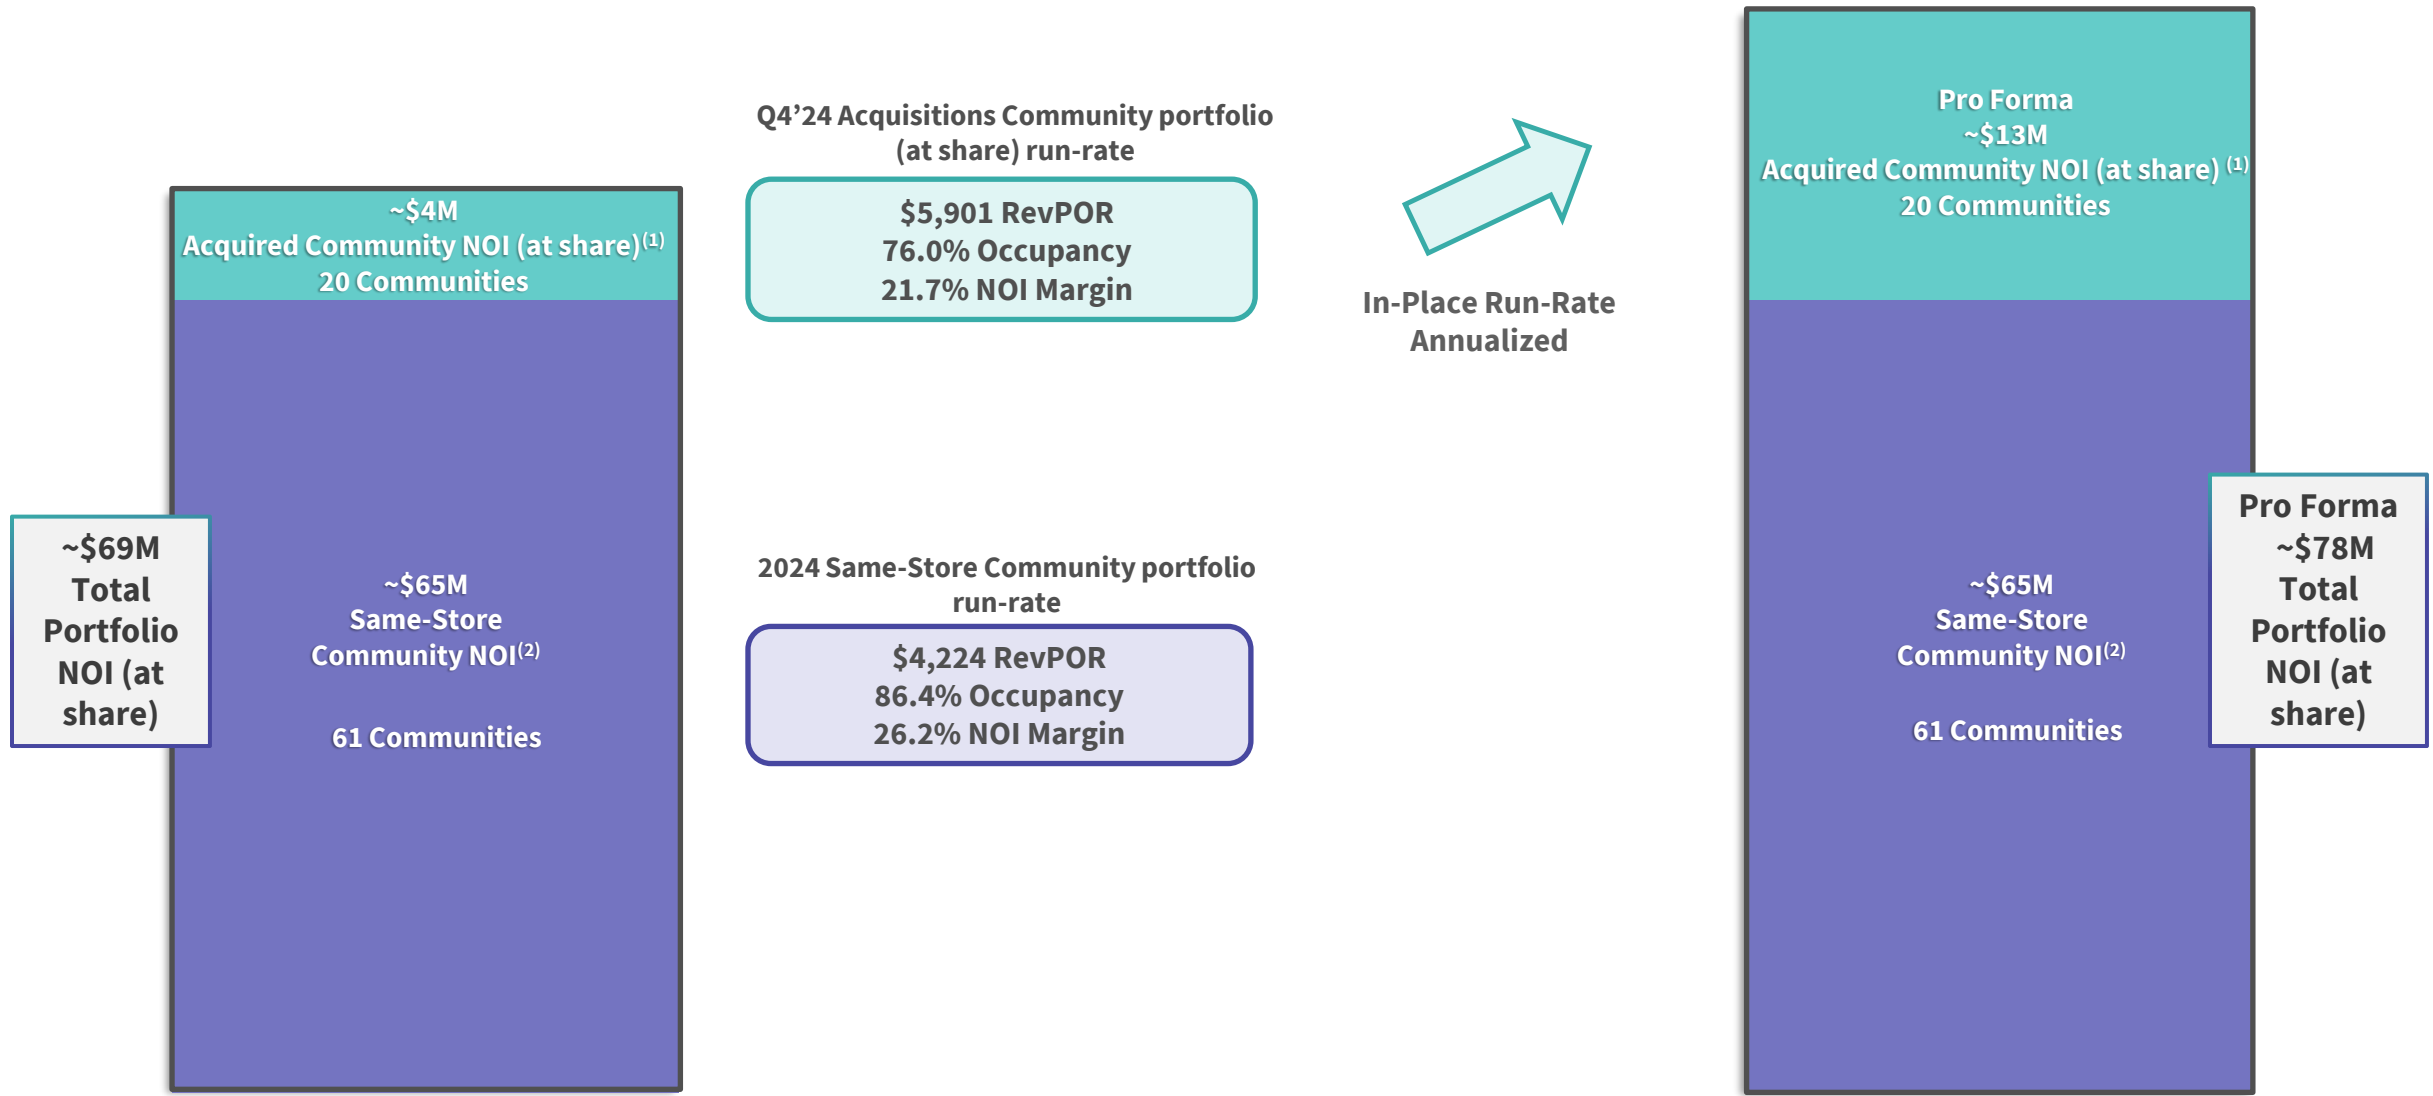 ~$69M
Total
Portfolio
NOI (at
share)
~$4M
Acquired Community NOI (at share)(1)
20 Communities
~$65M
Same-Store
Community NOI(2)
61 Communities
Q4’24 Acquisitions Community portfolio
(at share) run-rate
$5,901 RevPOR
76.0% Occupancy
21.7% NOI Margin
2024 Same-Store Community portfolio
run-rate
$4,224 RevPOR
86.4% Occupancy
26.2% NOI Margin
In-Place Run-Rate
Annualized
Pro Forma
~$13M
Acquired Community NOI (at share) (1)
20 Communities
~$65M
Same-Store
Community NOI(2)
61 Communities
Pro Forma
~$78M
Total
Portfolio
NOI (at
share)